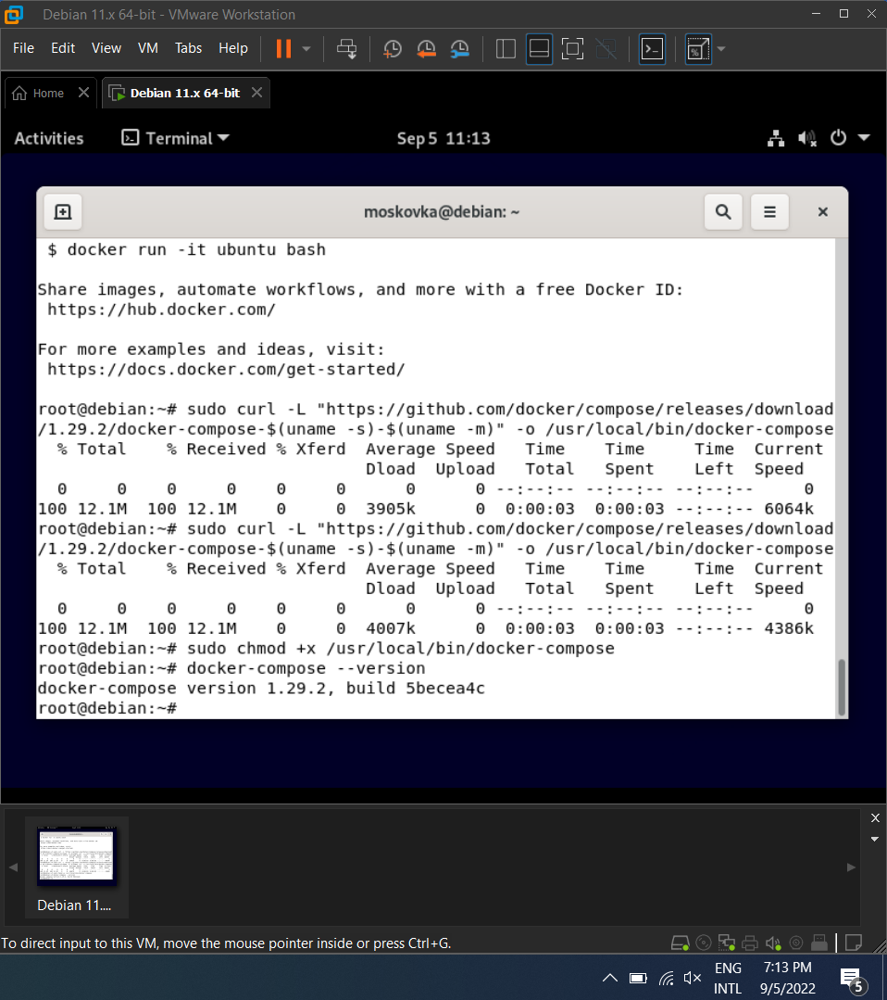 Debian 11.x 64-bit - VMware Workstation
File Edit View VM Tabs Help
Home Debian 11.x 64-bit
Activities Terminal Sep 5 11:13
moskovka@debian: ~
$ docker run -it ubuntu bash
Share images, automate workflows, and more with a free Docker ID:
https://hub.docker.com/
For more examples and ideas, visit:
https://docs.docker.com/get-started/
root@debian:~# sudo curl -L "https://github.com/docker/compose/releases/download
/1.29.2/docker-compose-$(uname -s)-$(uname -m)" -o /usr/local/bin/docker-compose
% Total % Received % Xferd Average Speed Time Time Time Current
Dload Upload Total Spent Left Speed
0 0 0 0 0 0 0 0 --:--:-- --:--:-- --:--:-- 0
100 12.1M 100 12.1M 0 0 3905k 0 0:00:03 0:00:03 --:--:-- 6064k
root@debian:~# sudo curl -L "https://github.com/docker/compose/releases/download
/1.29.2/docker-compose-$(uname -s)-$(uname -m)" -o /usr/local/bin/docker-compose
% Total % Received % Xferd Average Speed Time Time Time Current
Dload Upload Total Spent Left Speed
0 0 0 0 0 0 0 0 --:--:-- --:--:-- --:--:-- 0
100 12.1M 100 12.1M 0 0 4007k 0 0:00:03 0:00:03 --:--:-- 4386k
root@debian:~# sudo chmod +x /usr/local/bin/docker-compose
root@debian:~# docker-compose --version
docker-compose version 1.29.2, build 5becea4c
root@debian:~#
Debian 11....
To direct input to this VM, move the mouse pointer inside or press Ctrl+G.
ENG 7:13 PM
INTL 9/5/2022 5